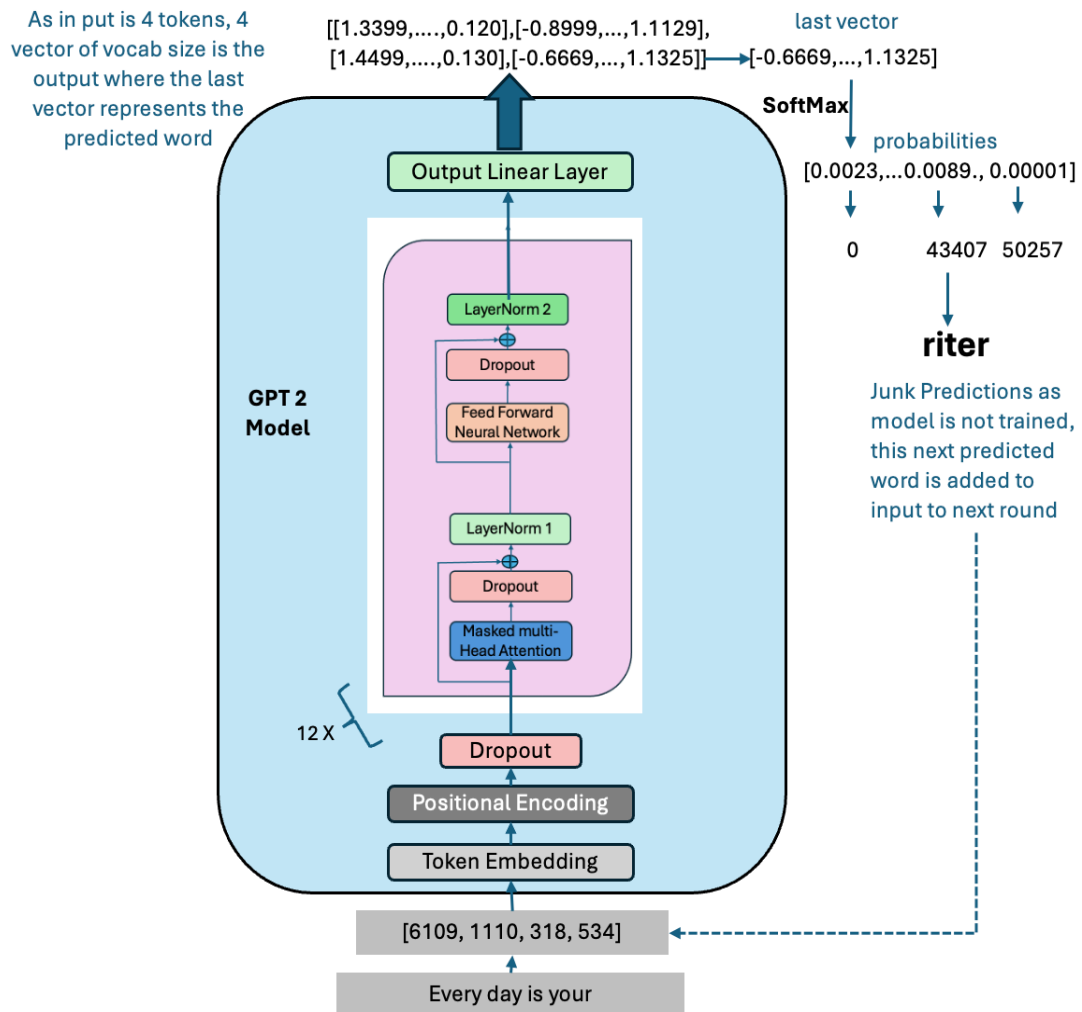 As in put is 4 tokens, 4
vector of vocab size is the
output where the last
vector represents the
predicted word
[[1.3399,....,0.120],[-0.8999,...,1.1129],
[1.4499,....,0.130],[-0.6669,...,1.1325]]
last vector
[-0.6669,...,1.1325]
SoftMax
probabilities
[0.0023,...0.0089., 0.00001]
0 43407 50257
riter
Junk Predictions as
model is not trained,
this next predicted
word is added to
input to next round
Output Linear Layer
LayerNorm 2
Dropout
Feed Forward
Neural Network
GPT 2
Model
LayerNorm 1
Dropout
Masked multi-
Head Attention
12 X
Dropout
Positional Encoding
Token Embedding
[6109, 1110, 318, 534]
Every day is your